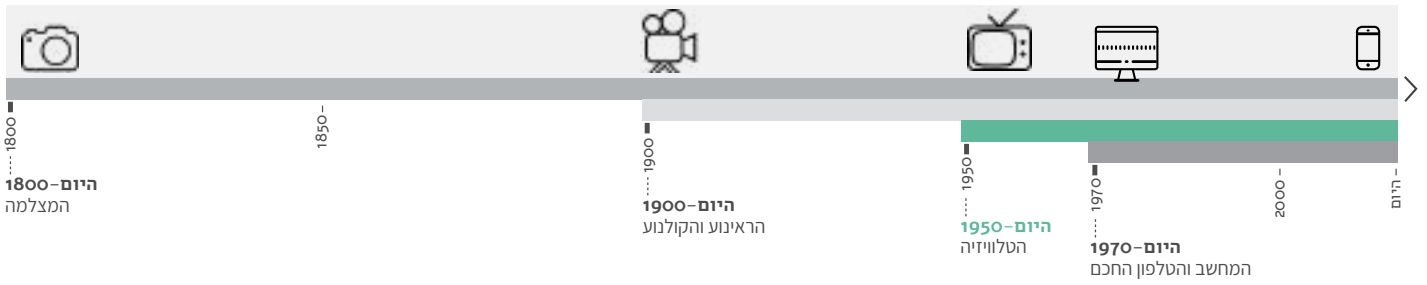 1800
1850
1900
1950
1970
2000
היום
1800–היום
המצלמה
1900–היום
הראינוע והקולנוע
1950–היום
הטלוויזיה
1970–היום
המחשב והטלפון החכם